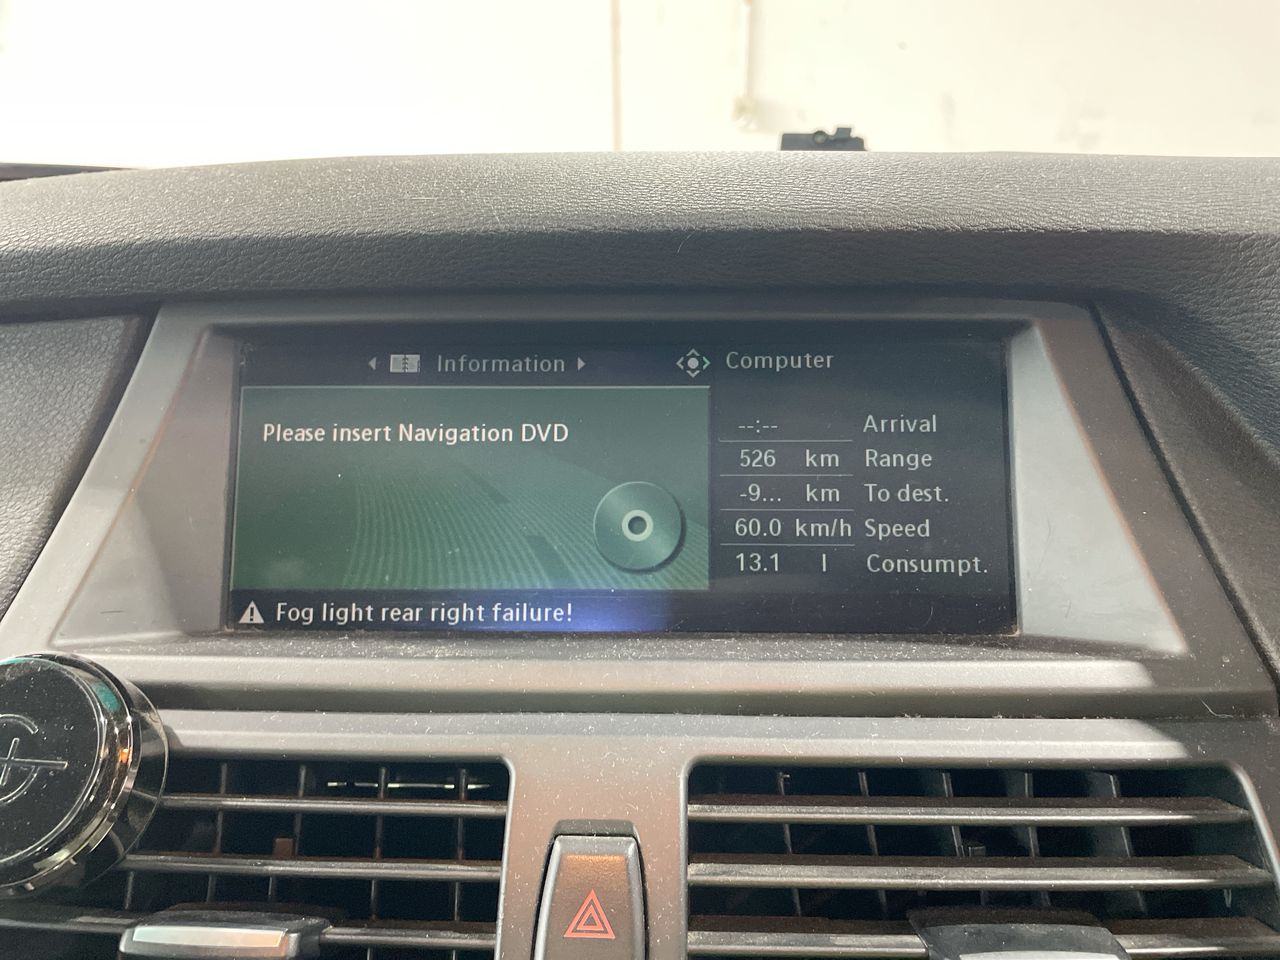 Information
Computer
Please insert Navigation DVD
--:-- Arrival
526 km Range
-9... km To dest.
60.0 km/h Speed
13.1 l Consumpt.
Fog light rear right failure!